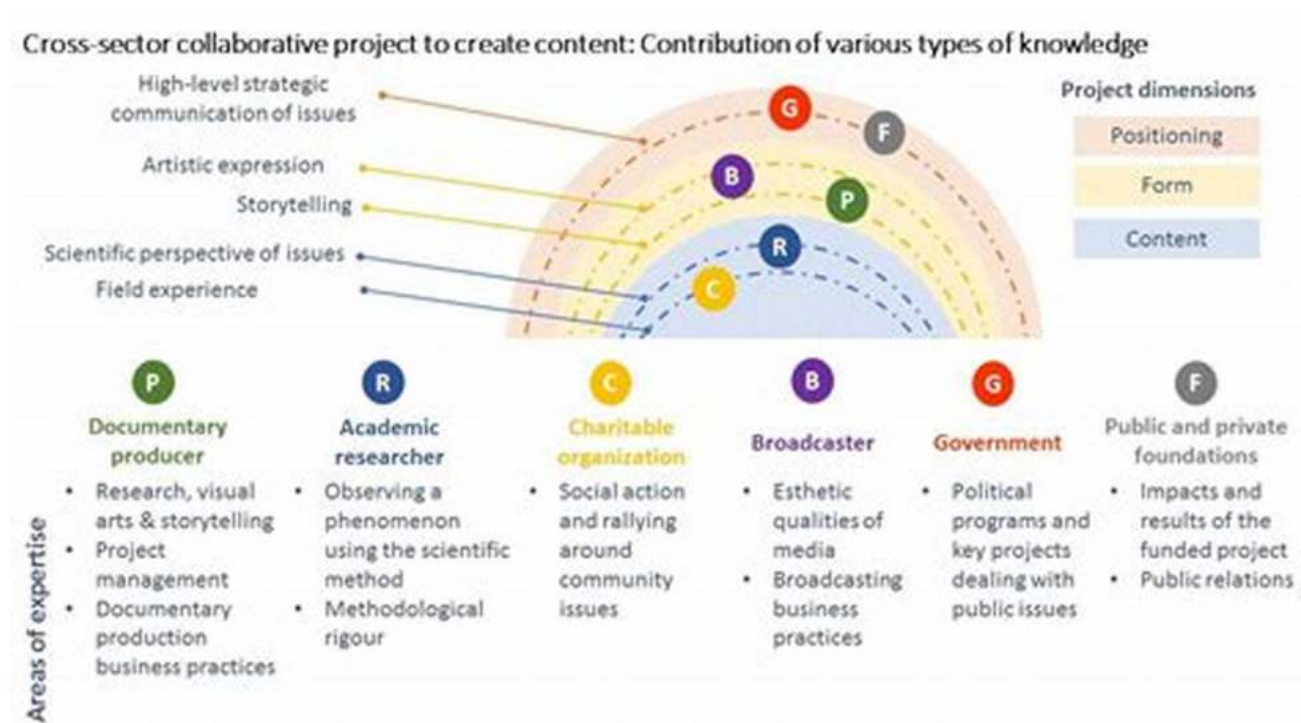 Cross-sector collaborative project to create content: Contribution of various types of knowledge
High-level strategic
communication of issues
Artistic expression
Storytelling
Scientific perspective of issues
Field experience
G
F
B
P
R
C
Project dimensions
Positioning
Form
Content
Areas of expertise
P
Documentary
producer
• Research, visual
arts & storytelling
• Project
management
• Documentary
production
business practices
R
Academic
researcher
• Observing a
phenomenon
using the scientific
method
• Methodological
rigour
C
Charitable
organization
• Social action
and rallying
around
community
issues
B
Broadcaster
• Esthetic
qualities of
media
• Broadcasting
business
practices
G
Government
• Political
programs and
key projects
dealing with
public issues
F
Public and private
foundations
• Impacts and
results of the
funded project
• Public relations